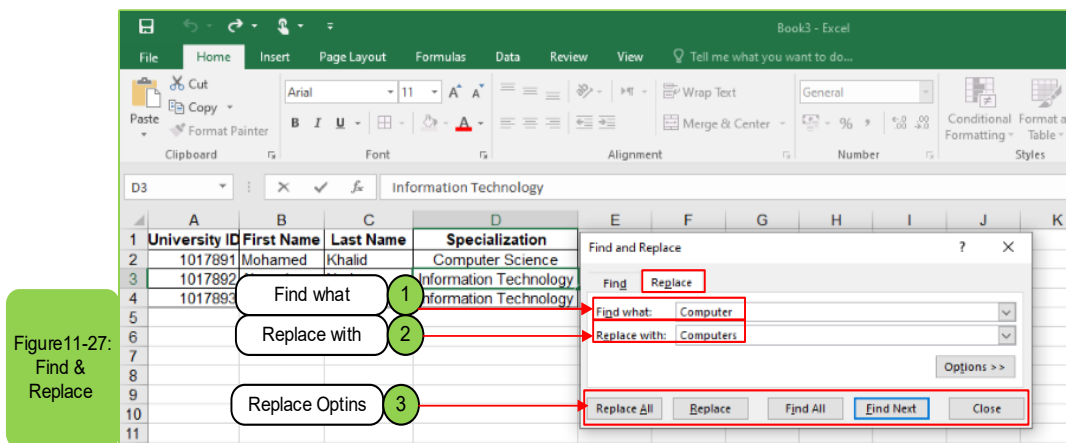 Book3 - Excel
File Home Insert Page Layout Formulas Data Review View Tell me what you want to do...
Cut
Copy
Format Painter
Paste
Arial 11 A A
B I U A
Wrap Text
Merge & Center
General
% ,
Conditional
Formatting
Format a
Table
Clipboard Font Alignment Number Styles
D3 fx Information Technology
A B C D E F G H I J K
1 University ID First Name Last Name Specialization
2 1017891 Mohamed Khalid Computer Science
3 1017892 Information Technology
4 1017893 Information Technology
5
6
7
8
9
10
11
Find what 1
Replace with 2
Replace Optins 3
Find and Replace ? ×
Find Replace
Find what: Computer
Replace with: Computers
Options >>
Replace All Replace Find All Find Next Close
Figure11-27:
Find &
Replace